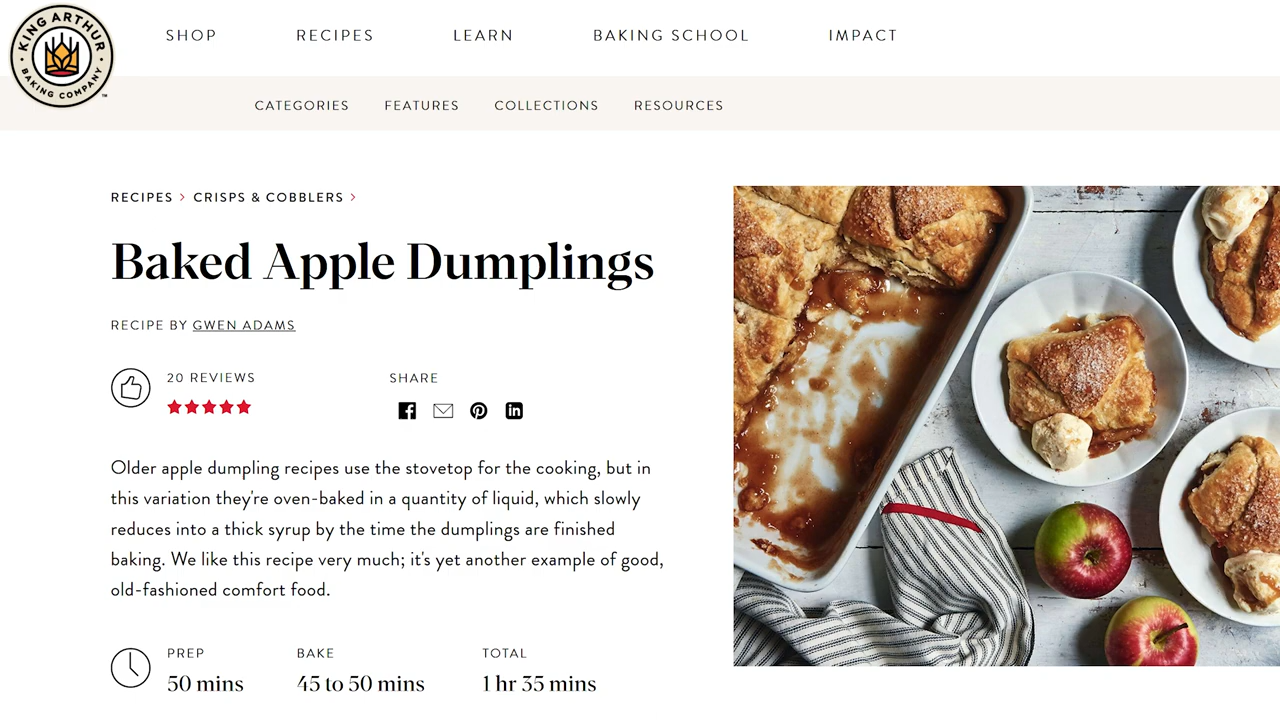 KING ARTHUR
BAKING COMPANY
TM
SHOP RECIPES LEARN BAKING SCHOOL IMPACT
CATEGORIES FEATURES COLLECTIONS RESOURCES
RECIPES > CRISPS & COBBLERS >
Baked Apple Dumplings
RECIPE BY GWEN ADAMS
20 REVIEWS SHARE
Older apple dumpling recipes use the stovetop for the cooking, but in
this variation they're oven-baked in a quantity of liquid, which slowly
reduces into a thick syrup by the time the dumplings are finished
baking. We like this recipe very much; it's yet another example of good,
old-fashioned comfort food.
PREP BAKE TOTAL
50 mins 45 to 50 mins 1 hr 35 mins